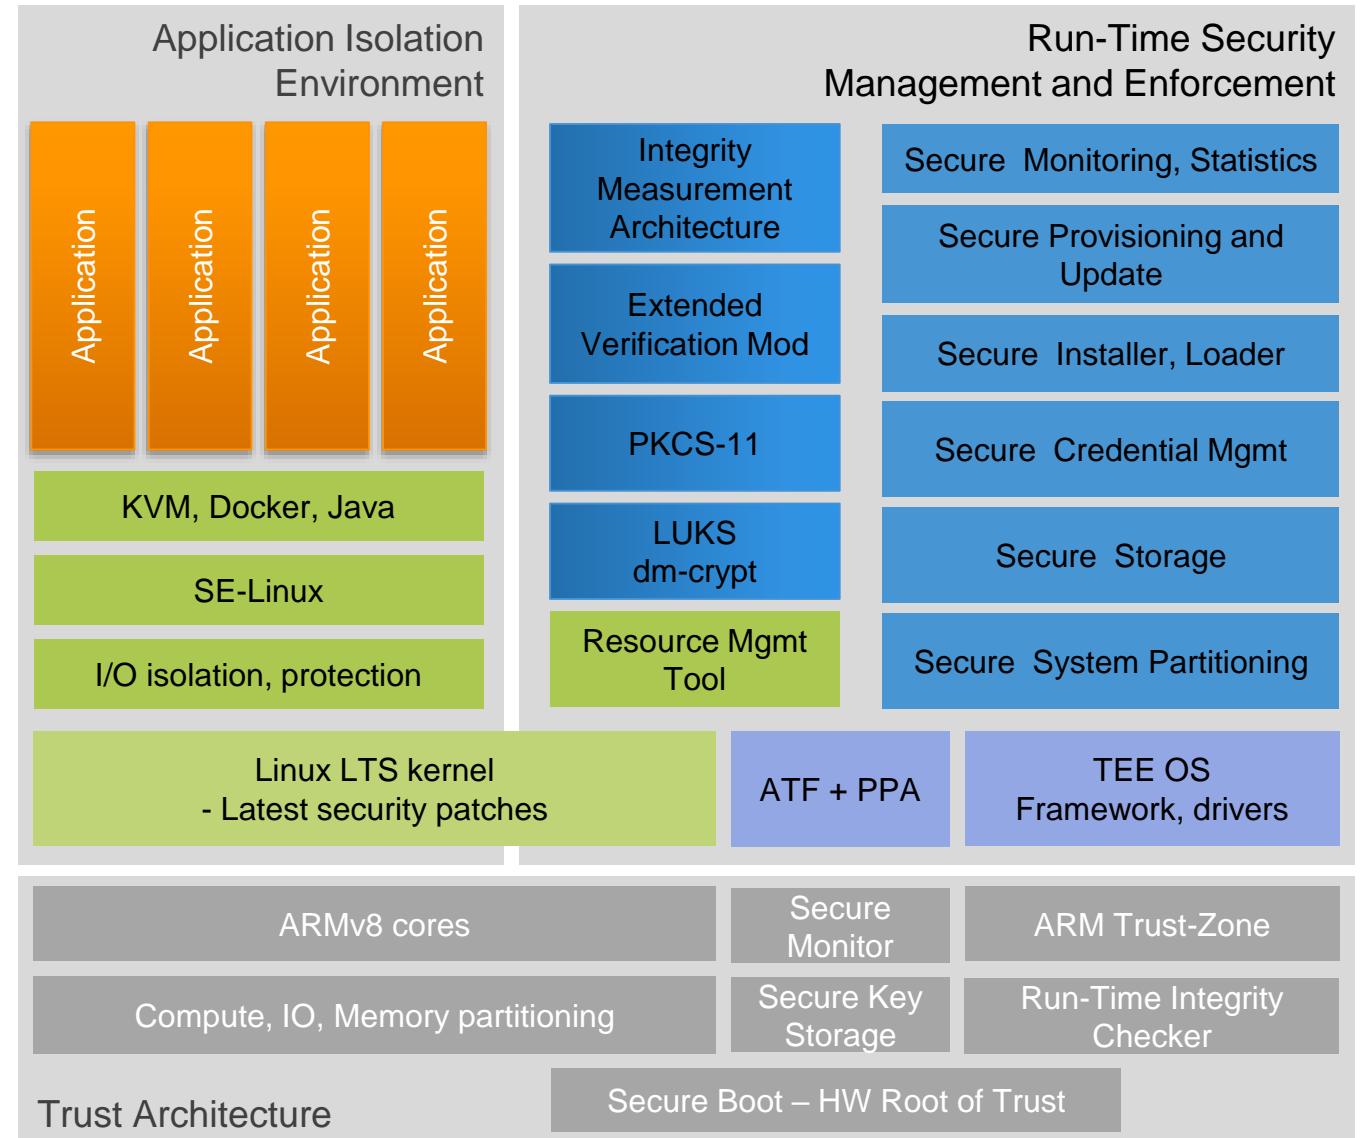 Application Isolation
Environment
Application
Application
Application
Application
KVM, Docker, Java
SE-Linux
I/O isolation, protection
Run-Time Security
Management and Enforcement
Integrity
Measurement
Architecture
Extended
Verification Mod
PKCS-11
LUKS
dm-crypt
Resource Mgmt
Tool
Secure Monitoring, Statistics
Secure Provisioning and
Update
Secure Installer, Loader
Secure Credential Mgmt
Secure Storage
Secure System Partitioning
Linux LTS kernel
- Latest security patches
ATF + PPA
TEE OS
Framework, drivers
ARMv8 cores
Secure
Monitor
ARM Trust-Zone
Compute, IO, Memory partitioning
Secure Key
Storage
Run-Time Integrity
Checker
Trust Architecture
Secure Boot – HW Root of Trust